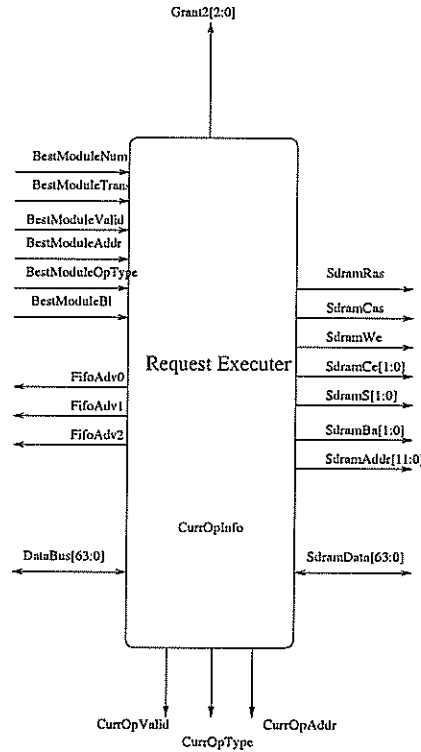 Grant2[2:0]
BestModuleNum
BestModuleTrans
BestModuleValid
BestModuleAddr
BestModuleOpType
BestModuleBl
SdramRas
SdramCas
SdramWe
Request Executer
SdramCe[1:0]
FifoAdv0
SdramS[1:0]
FifoAdv1
FifoAdv2
SdramBa[1:0]
SdramAddr[11:0]
CurrOpInfo
DataBus[63:0]
SdramData[63:0]
CurrOpValid
CurrOpAddr
CurrOpType